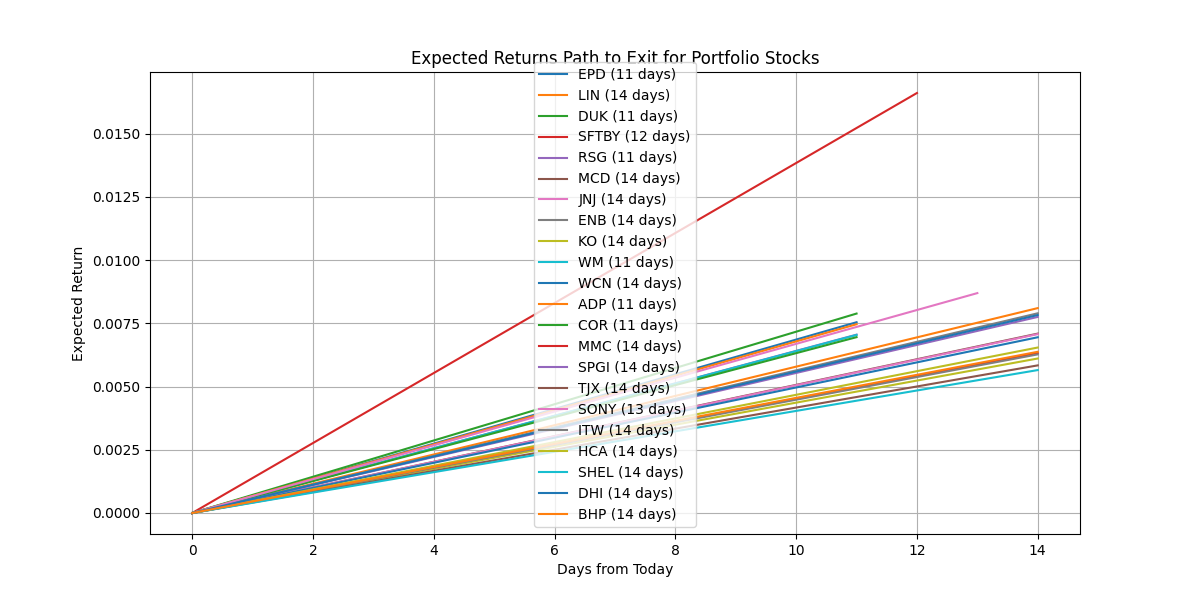 Expected Returns Path to Exit for Portfolio Stocks
EPD (11 days)
LIN (14 days)
DUK (11 days)
SFTBY (12 days)
RSG (11 days)
MCD (14 days)
JNJ (14 days)
ENB (14 days)
KO (14 days)
WM (11 days)
WCN (14 days)
ADP (11 days)
COR (11 days)
MMC (14 days)
SPGI (14 days)
TJX (14 days)
SONY (13 days)
ITW (14 days)
HCA (14 days)
SHEL (14 days)
DHI (14 days)
BHP (14 days)
Expected Return
0.0150
0.0125
0.0100
0.0075
0.0050
0.0025
0.0000
0 2 4 6 8 10 12 14
Days from Today